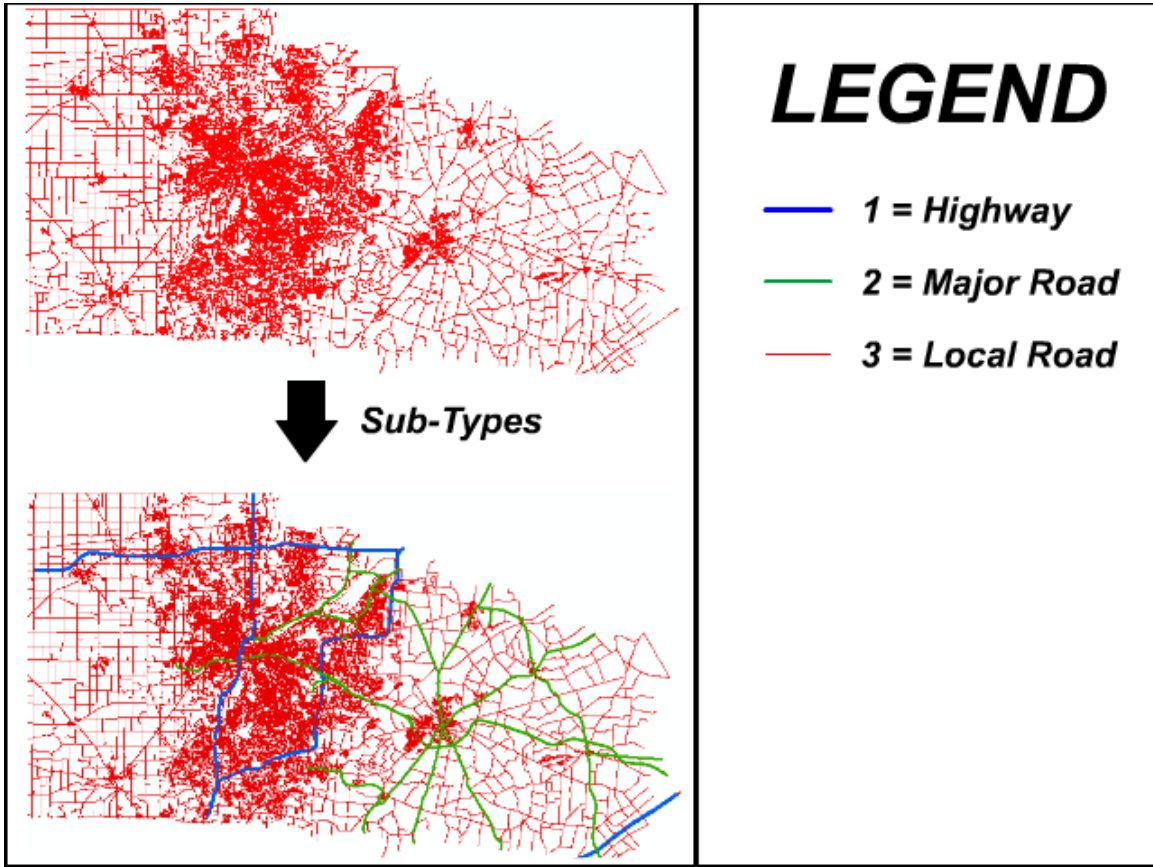 LEGEND
1 = Highway
2 = Major Road
3 = Local Road
Sub-Types